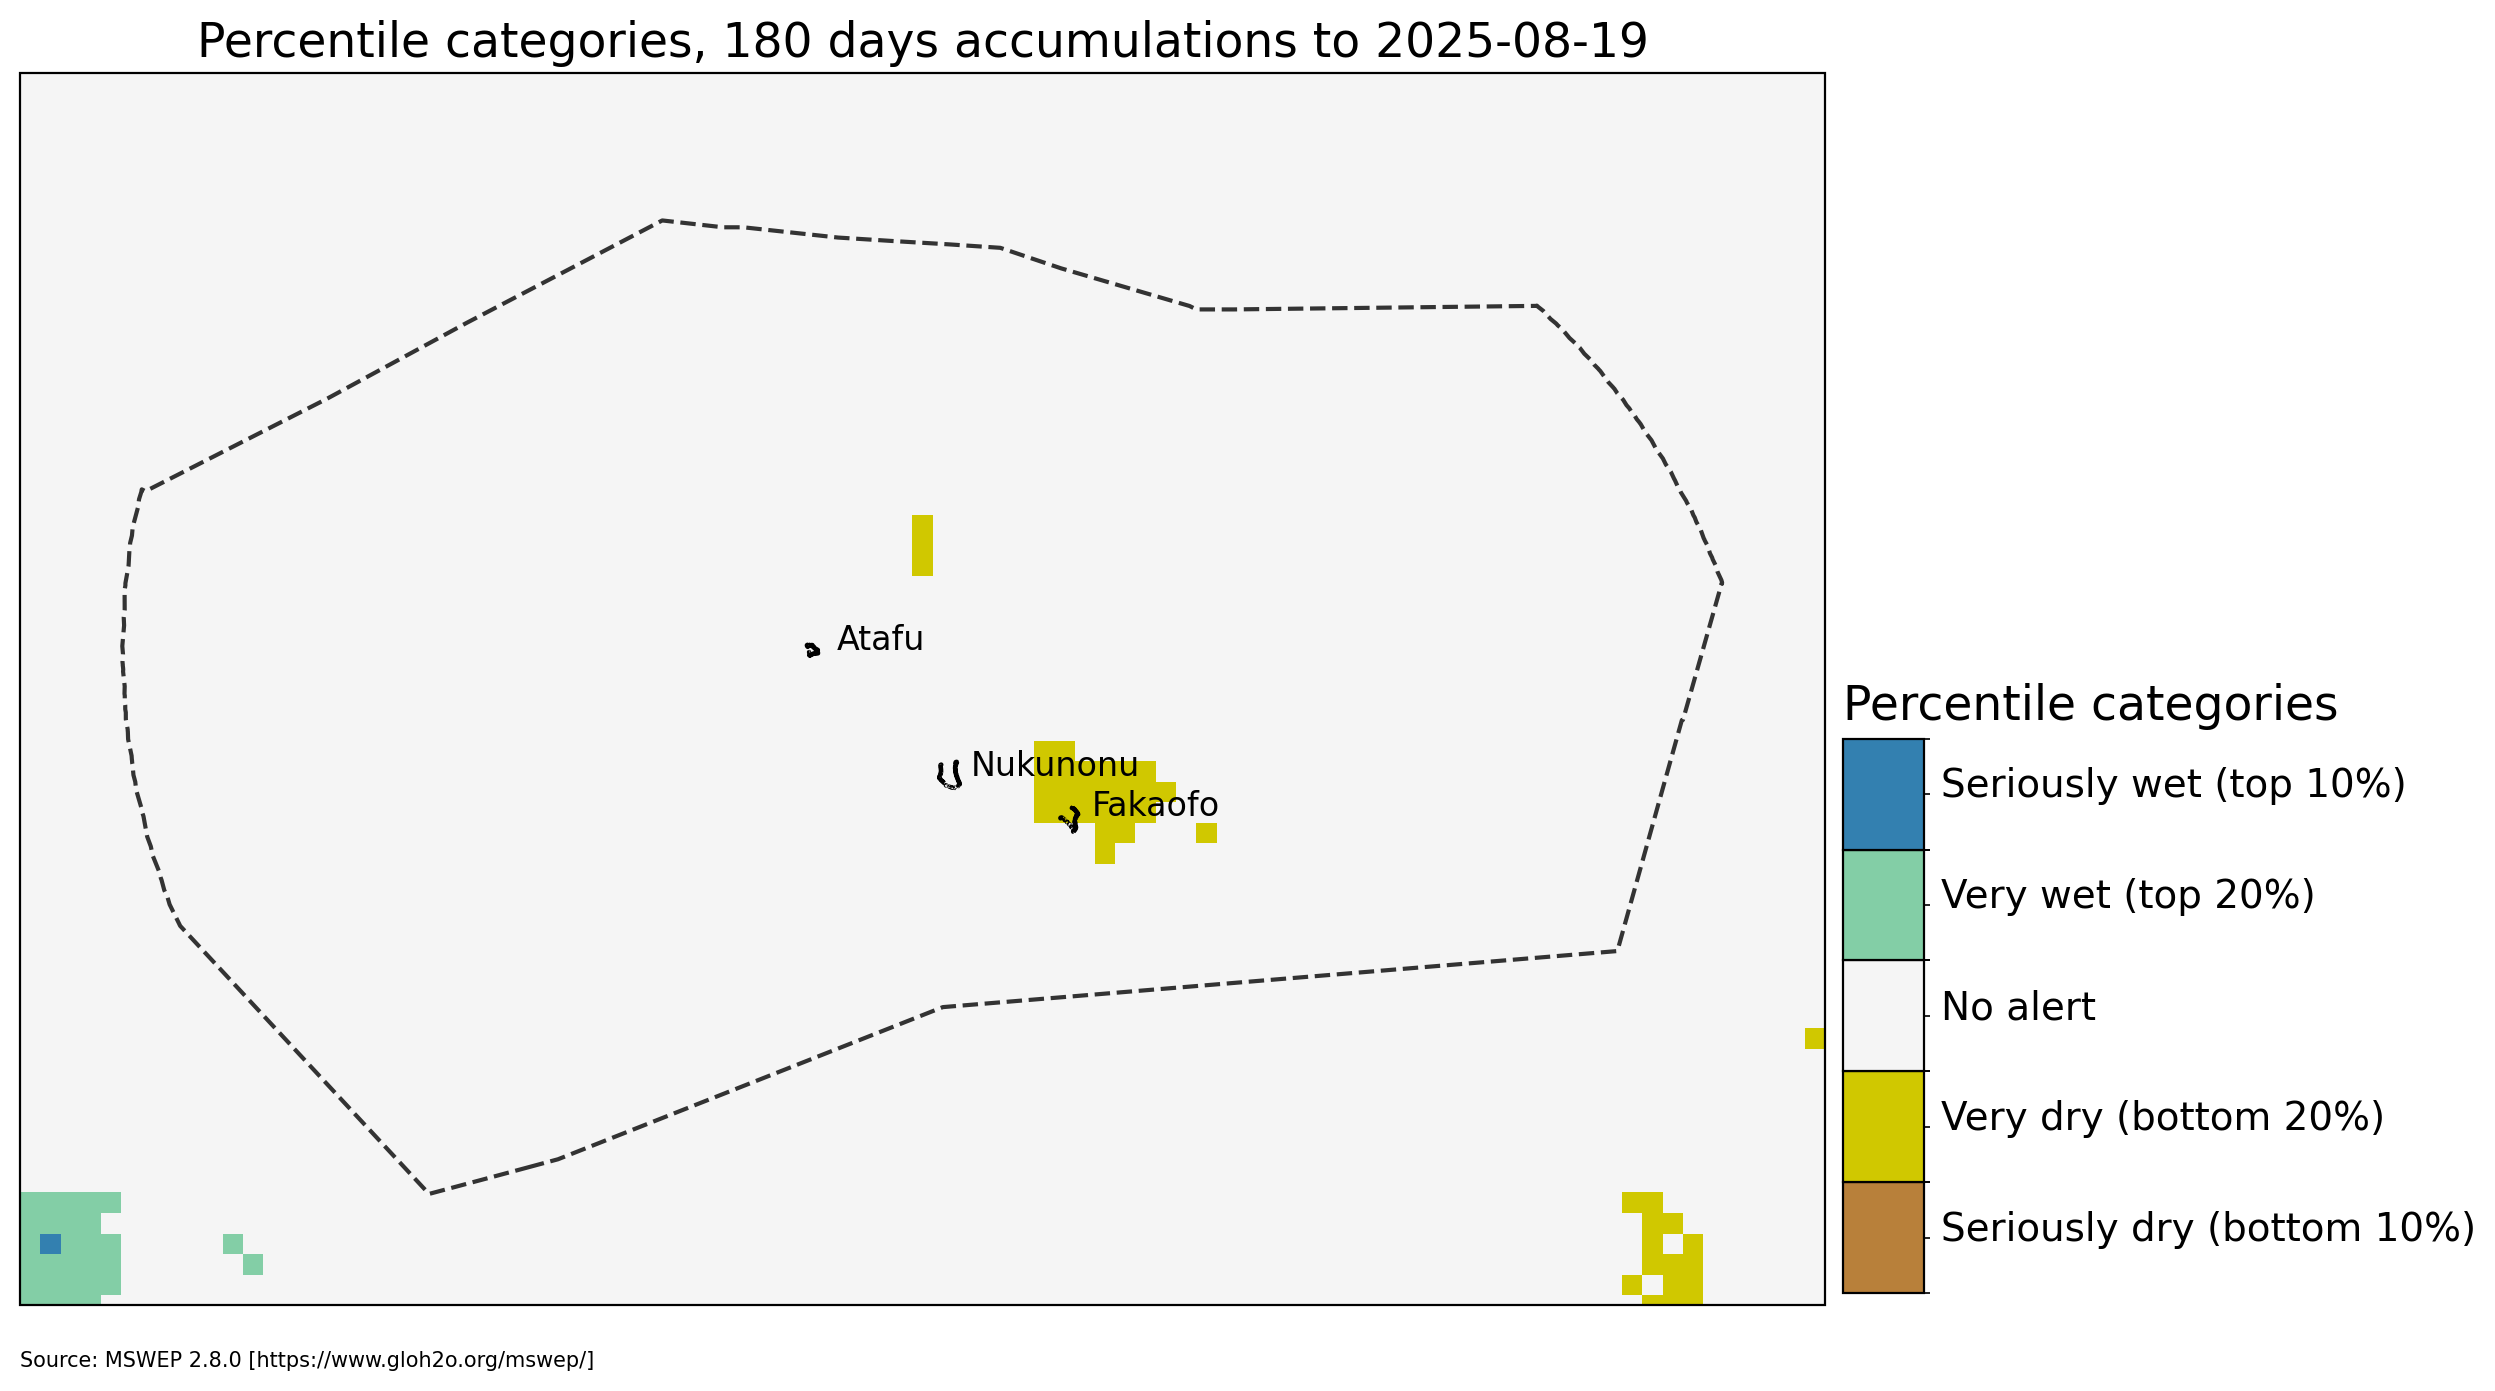 Percentile categories, 180 days accumulations to 2025-08-19
Atafu
Nukunonu
Fakaofo
Percentile categories
Seriously wet (top 10%)
Very wet (top 20%)
No alert
Very dry (bottom 20%)
Seriously dry (bottom 10%)
Source: MSWEP 2.8.0 [https://www.gloh2o.org/mswep/]